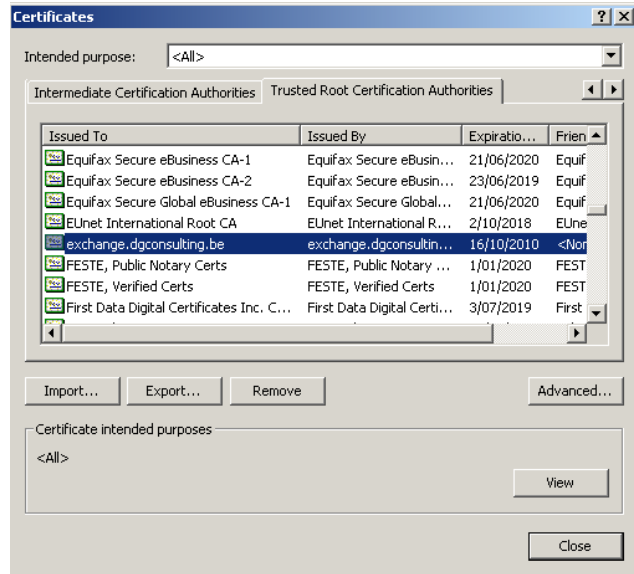 Certificates
Intended purpose: <All>
Intermediate Certification Authorities Trusted Root Certification Authorities
Issued To Issued By Expiratio... Frien
Equifax Secure eBusiness CA-1 Equifax Secure eBusin... 21/06/2020 Equif
Equifax Secure eBusiness CA-2 Equifax Secure eBusin... 23/06/2019 Equif
Equifax Secure Global eBusiness CA-1 Equifax Secure Global... 21/06/2020 Equif
EUnet International Root CA EUnet International R... 2/10/2018 EUne
exchange.dgconsulting.be exchange.dgconsultin... 16/10/2010 <Nor
FESTE, Public Notary Certs FESTE, Public Notary ... 1/01/2020 FEST
FESTE, Verified Certs FESTE, Verified Certs 1/01/2020 FEST
First Data Digital Certificates Inc. C... First Data Digital Certi... 3/07/2019 First
Import... Export... Remove Advanced...
Certificate intended purposes
<All>
View
Close